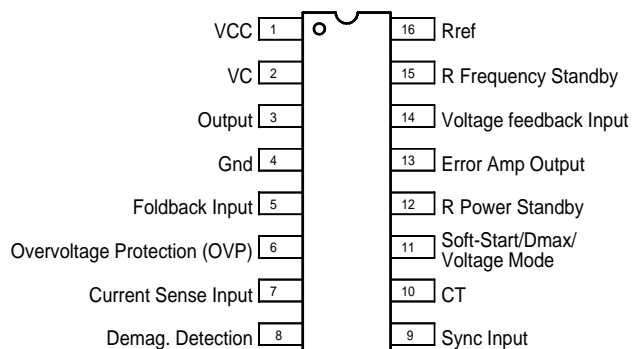 VCC 1
VC 2
Output 3
Gnd 4
Foldback Input 5
Overvoltage Protection (OVP) 6
Current Sense Input 7
Demag. Detection 8
16 Rref
15 R Frequency Standby
14 Voltage feedback Input
13 Error Amp Output
12 R Power Standby
11 Soft-Start/Dmax/
Voltage Mode
10 CT
9 Sync Input